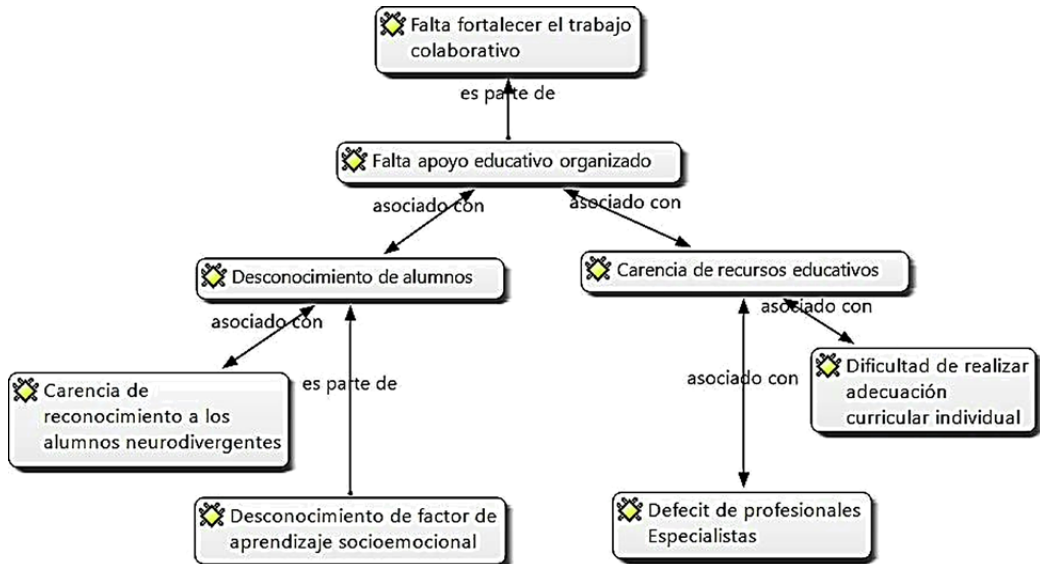 Falta fortalecer el trabajo
colaborativo
es parte de
Falta apoyo educativo organizado
asociado con
asociado con
Desconocimiento de alumnos
Carencia de recursos educativos
asociado con
asociado con
es parte de
asociado con
Carencia de
reconocimiento a los
alumnos neurodivergentes
Dificultad de realizar
adecuación
curricular individual
Desconocimiento de factor de
aprendizaje socioemocional
Defecit de profesionales
Especialistas